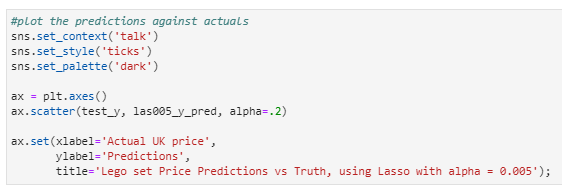 #plot the predictions against actuals
sns.set_context('talk')
sns.set_style('ticks')
sns.set_palette('dark')
ax = plt.axes()
ax.scatter(test_y, las005_y_pred, alpha=.2)
ax.set(xlabel='Actual UK price',
ylabel='Predictions',
title='Lego set Price Predictions vs Truth, using Lasso with alpha = 0.005');